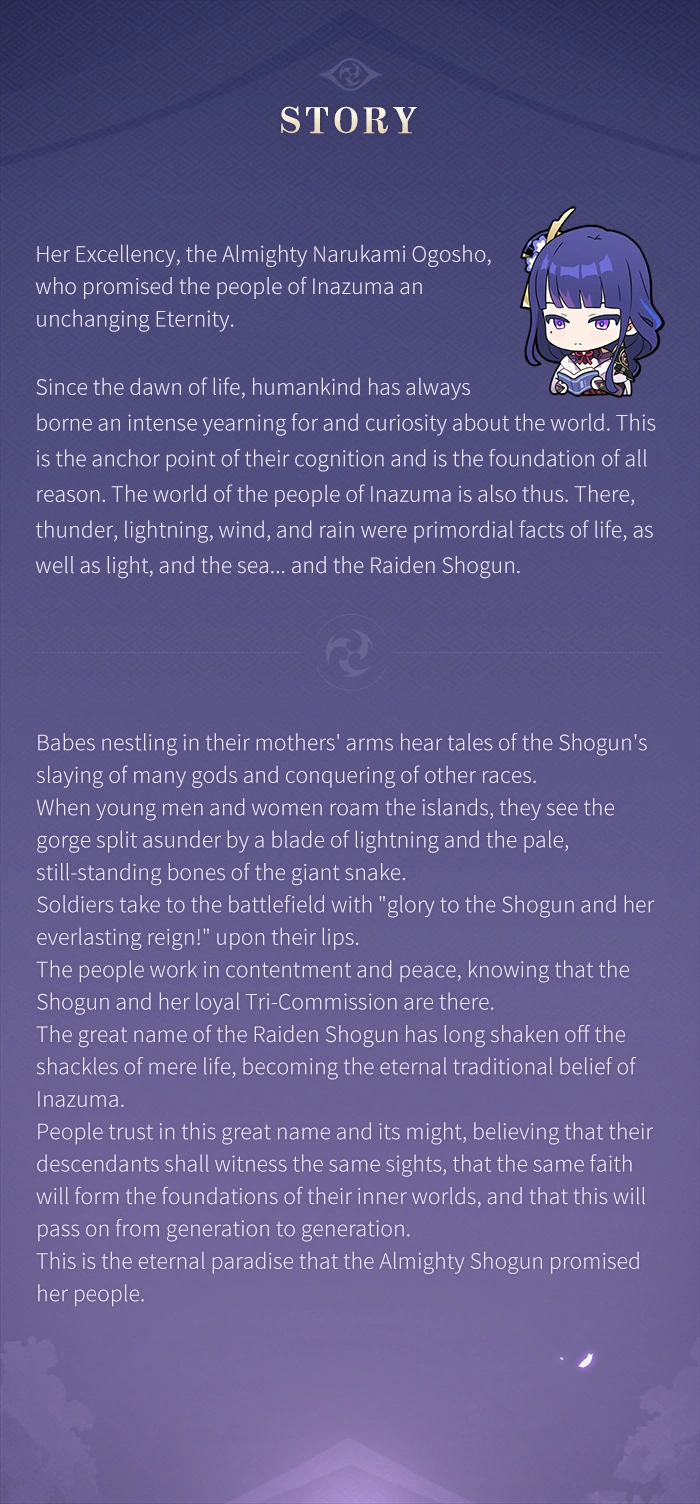 STORY
Her Excellency, the Almighty Narukami Ogosho,
who promised the people of Inazuma an
unchanging Eternity.
Since the dawn of life, humankind has always
borne an intense yearning for and curiosity about the world. This
is the anchor point of their cognition and is the foundation of all
reason. The world of the people of Inazuma is also thus. There,
thunder, lightning, wind, and rain were primordial facts of life, as
well as light, and the sea... and the Raiden Shogun.
Babes nestling in their mothers' arms hear tales of the Shogun's
slaying of many gods and conquering of other races.
When young men and women roam the islands, they see the
gorge split asunder by a blade of lightning and the pale,
still-standing bones of the giant snake.
Soldiers take to the battlefield with "glory to the Shogun and her
everlasting reign!" upon their lips.
The people work in contentment and peace, knowing that the
Shogun and her loyal Tri-Commission are there.
The great name of the Raiden Shogun has long shaken off the
shackles of mere life, becoming the eternal traditional belief of
Inazuma.
People trust in this great name and its might, believing that their
descendants shall witness the same sights, that the same faith
will form the foundations of their inner worlds, and that this will
pass on from generation to generation.
This is the eternal paradise that the Almighty Shogun promised
her people.